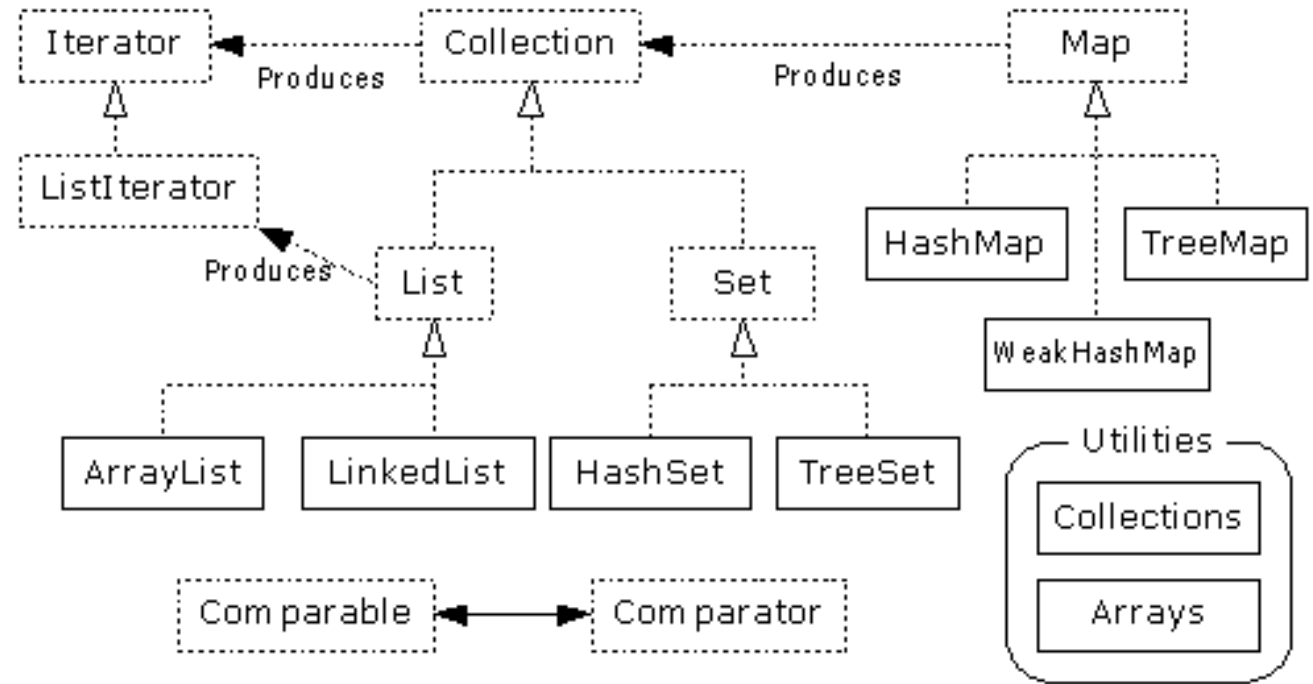 Iterator
Collection
Map
Produces
Produces
ListIterator
HashMap
TreeMap
Produces
List
Set
WeakHashMap
ArrayList
LinkedList
HashSet
TreeSet
Utilities
Collections
Comparable
Comparator
Arrays